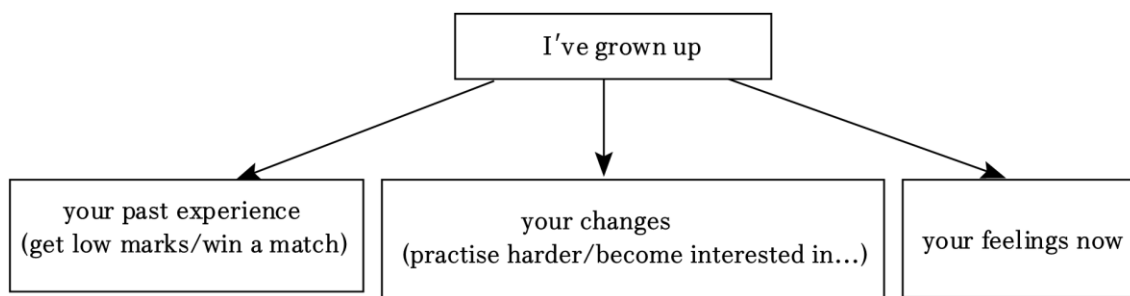 I've grown up
your past experience
(get low marks/win a match)
your changes
(practise harder/become interested in...)
your feelings now